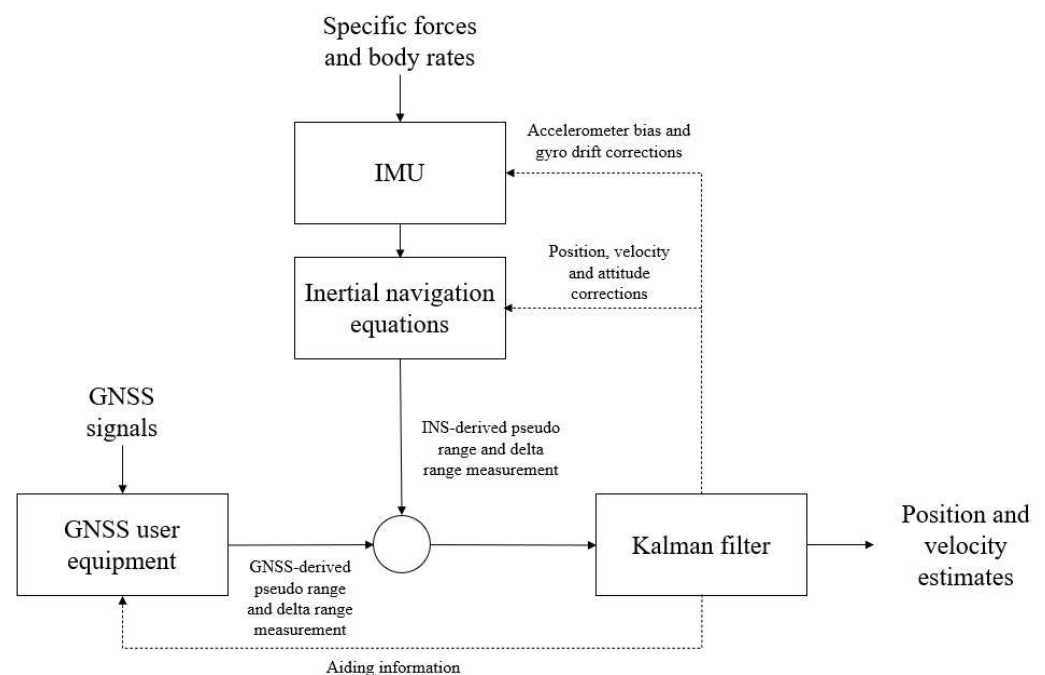 Specific forces
and body rates
Accelerometer bias and
gyro drift corrections
IMU
Position, velocity
and attitude
corrections
Inertial navigation
equations
GNSS
signals
INS-derived pseudo
range and delta
range measurement
GNSS user
equipment
Kalman filter
Position and
velocity
estimates
GNSS-derived
pseudo range
and delta range
measurement
Aiding information